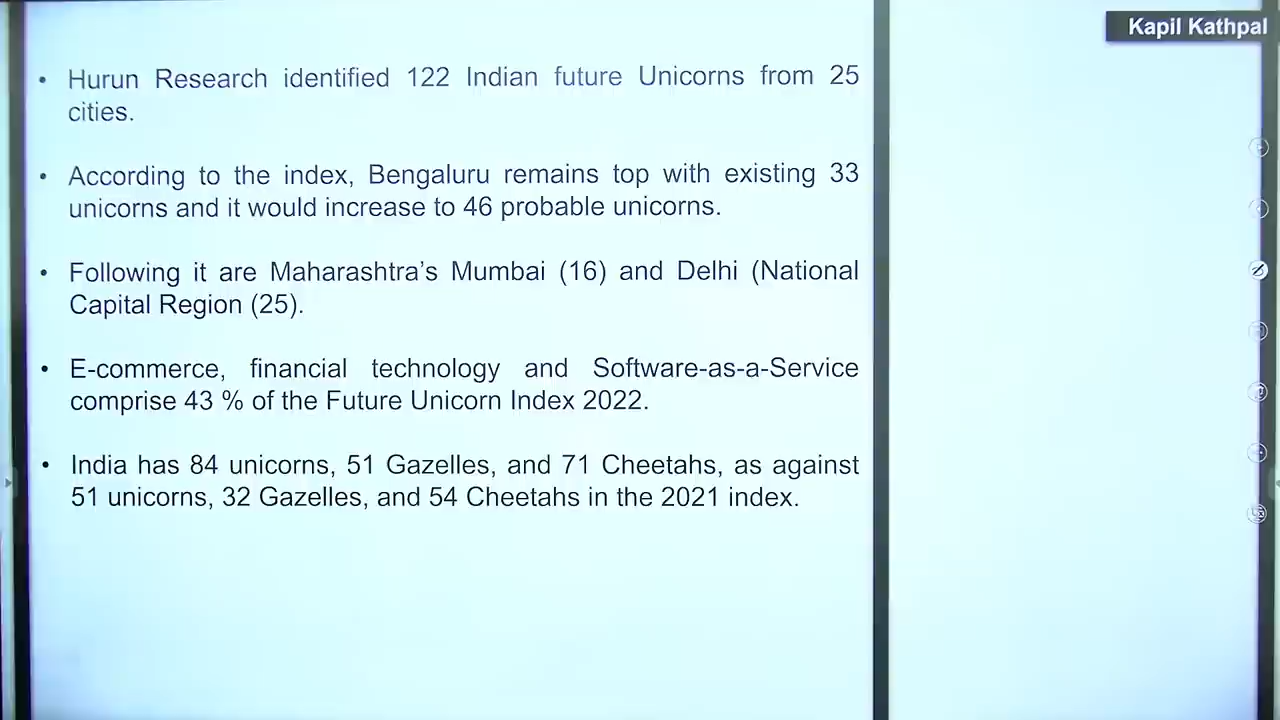 Kapil Kathpal
• Hurun Research identified 122 Indian future Unicorns from 25
cities.
• According to the index, Bengaluru remains top with existing 33
unicorns and it would increase to 46 probable unicorns.
• Following it are Maharashtra’s Mumbai (16) and Delhi (National
Capital Region (25).
• E-commerce, financial technology and Software-as-a-Service
comprise 43 % of the Future Unicorn Index 2022.
• India has 84 unicorns, 51 Gazelles, and 71 Cheetahs, as against
51 unicorns, 32 Gazelles, and 54 Cheetahs in the 2021 index.